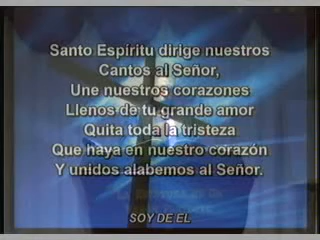 Santo Espíritu dirige nuestros
Cantos al Señor,
Une nuestros corazones
Llenos de tu grande amor
Quita toda la tristeza
Que haya en nuestro corazón
Y unidos alabemos al Señor.
SOY DE EL